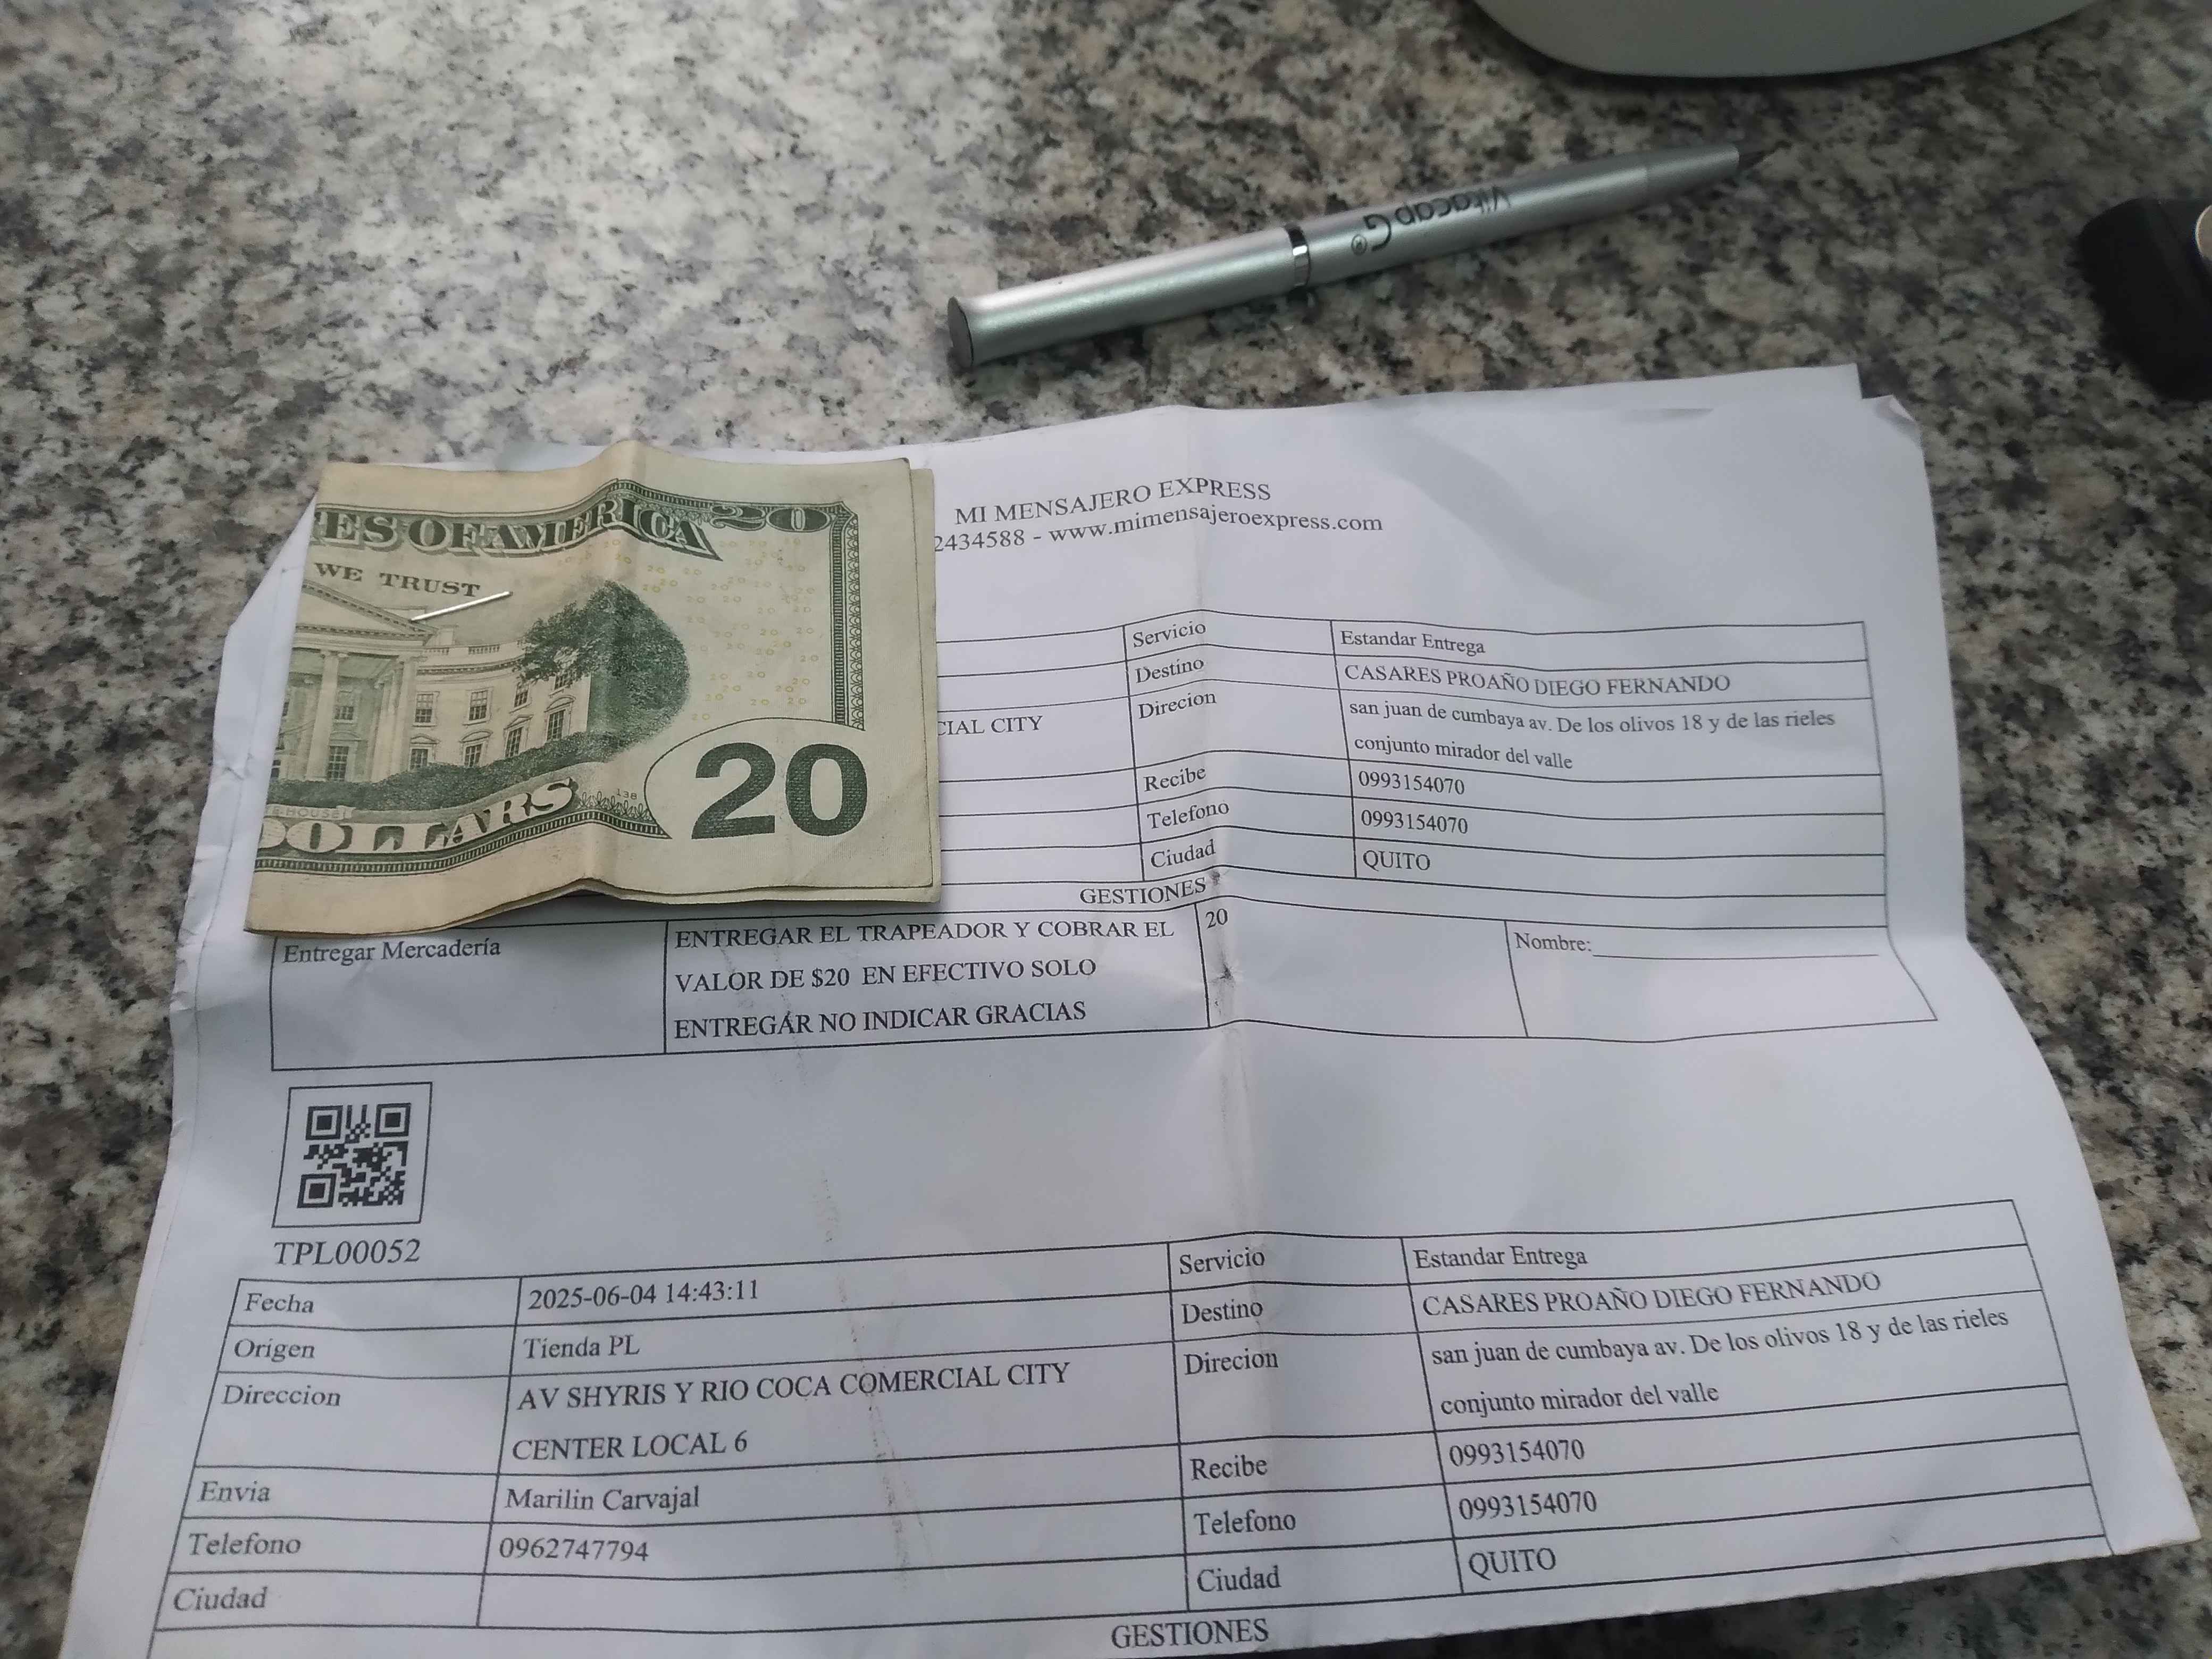 VitacapG®
ES OF AMERICA 20
WE TRUST
138
DOLLARS
20
MI MENSAJERO EXPRESS
2434588 - www.mimensajeroexpress.com
Servicio Estandar Entrega
Destino CASARES PROAÑO DIEGO FERNANDO
CIAL CITY Direcion san juan de cumbaya av. De los olivos 18 y de las rieles
conjunto mirador del valle
Recibe 0993154070
Telefono 0993154070
Ciudad QUITO
GESTIONES
Entregar Mercadería ENTREGAR EL TRAPEADOR Y COBRAR EL 20 Nombre:
VALOR DE $20 EN EFECTIVO SOLO
ENTREGAR NO INDICAR GRACIAS
TPL00052
Fecha 2025-06-04 14:43:11 Servicio Estandar Entrega
Origen Tienda PL Destino CASARES PROAÑO DIEGO FERNANDO
Direccion AV SHYRIS Y RIO COCA COMERCIAL CITY Direcion san juan de cumbaya av. De los olivos 18 y de las rieles
CENTER LOCAL 6 conjunto mirador del valle
Envia Marilin Carvajal Recibe 0993154070
Telefono 0962747794 Telefono 0993154070
Ciudad Ciudad QUITO
GESTIONES